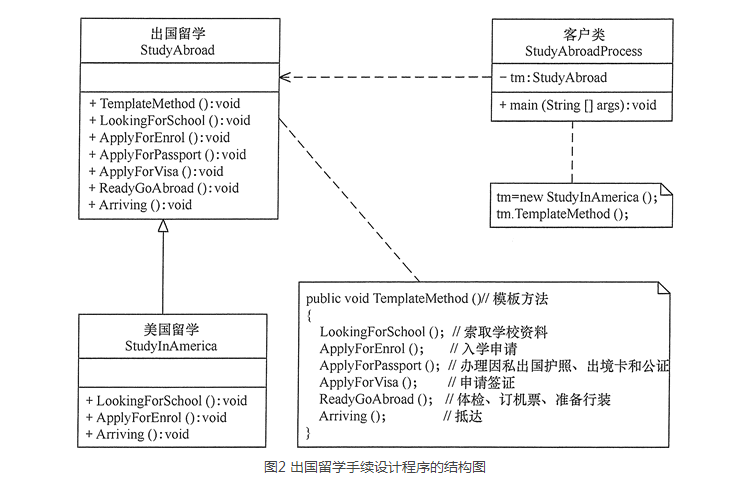 出国留学
StudyAbroad
+ TemplateMethod ():void
+ LookingForSchool ():void
+ ApplyForEnrol ():void
+ ApplyForPassport ():void
+ ApplyForVisa ():void
+ ReadyGoAbroad ():void
+ Arriving ():void
客户类
StudyAbroadProcess
- tm:StudyAbroad
+ main (String [] args):void
tm=new StudyInAmerica ();
tm.TemplateMethod ();
美国留学
StudyInAmerica
+ LookingForSchool ():void
+ ApplyForEnrol ():void
+ Arriving ():void
public void TemplateMethod ()// 模板方法
{
LookingForSchool (); // 索取学校资料
ApplyForEnrol (); // 入学申请
ApplyForPassport (); // 办理因私出国护照、出境卡和公证
ApplyForVisa (); // 申请签证
ReadyGoAbroad (); // 体检、订机票、准备行装
Arriving (); // 抵达
}
图2 出国留学手续设计程序的结构图